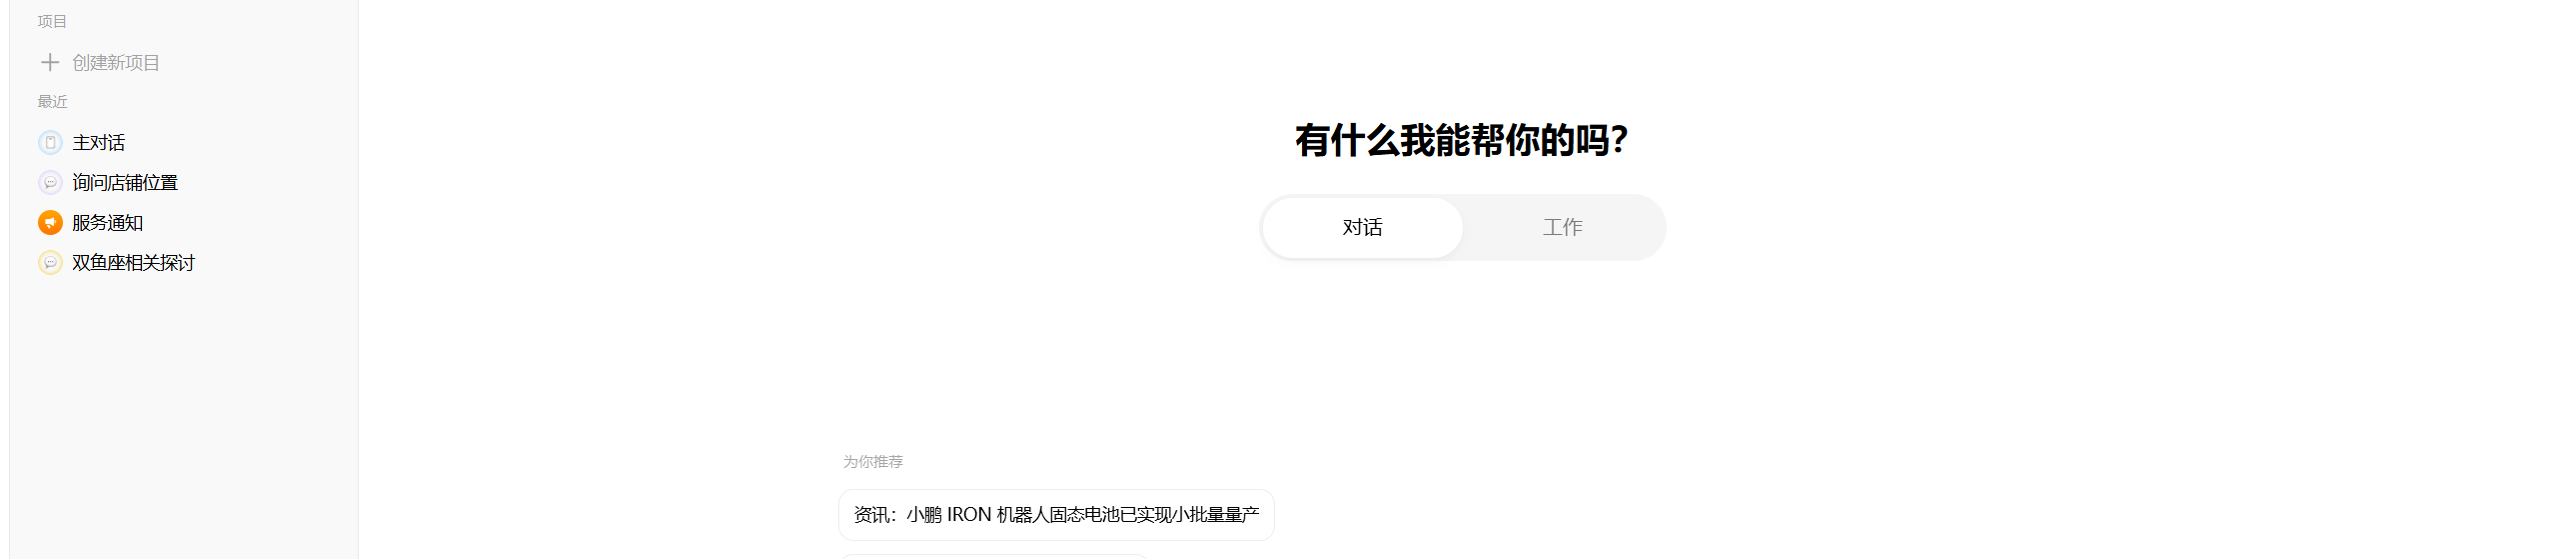 项目
创建新项目
最近
主对话
询问店铺位置
服务通知
双鱼座相关探讨
有什么我能帮你的吗？
对话
工作
为你推荐
资讯：小鹏 IRON 机器人固态电池已实现小批量量产